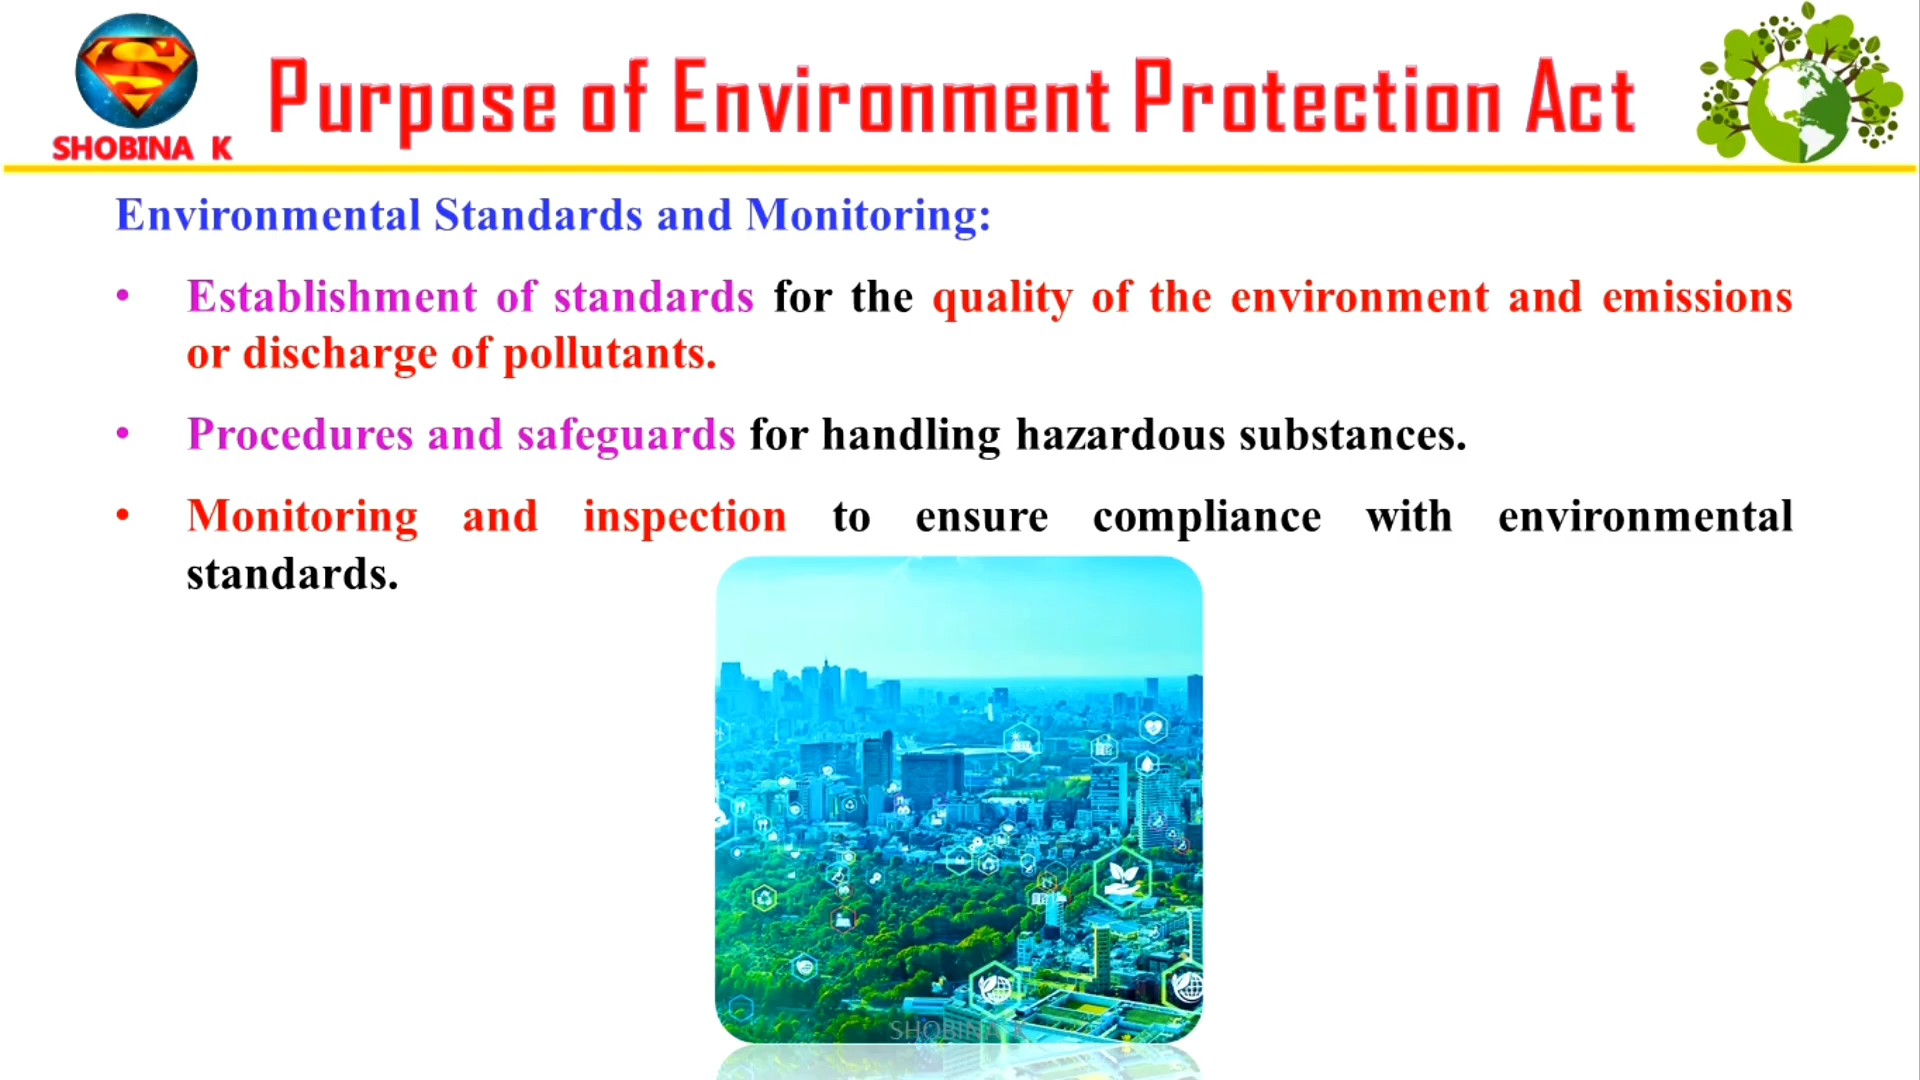 Purpose of Environment Protection Act
SHOBINA K
Environmental Standards and Monitoring:
• Establishment of standards for the quality of the environment and emissions
or discharge of pollutants.
• Procedures and safeguards for handling hazardous substances.
• Monitoring and inspection to ensure compliance with environmental
standards.
SHOBINA K